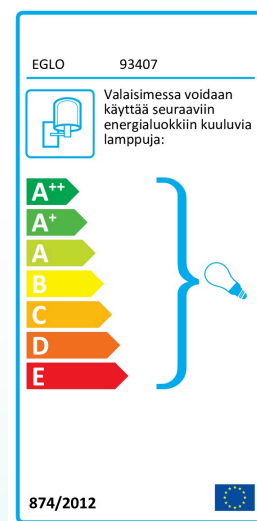 EGLO 93407
Valaisimessa voidaan
käyttää seuraaviin
energialuokkiin kuuluvia
lamppuja:
A++
A+
A
B
C
D
E
874/2012